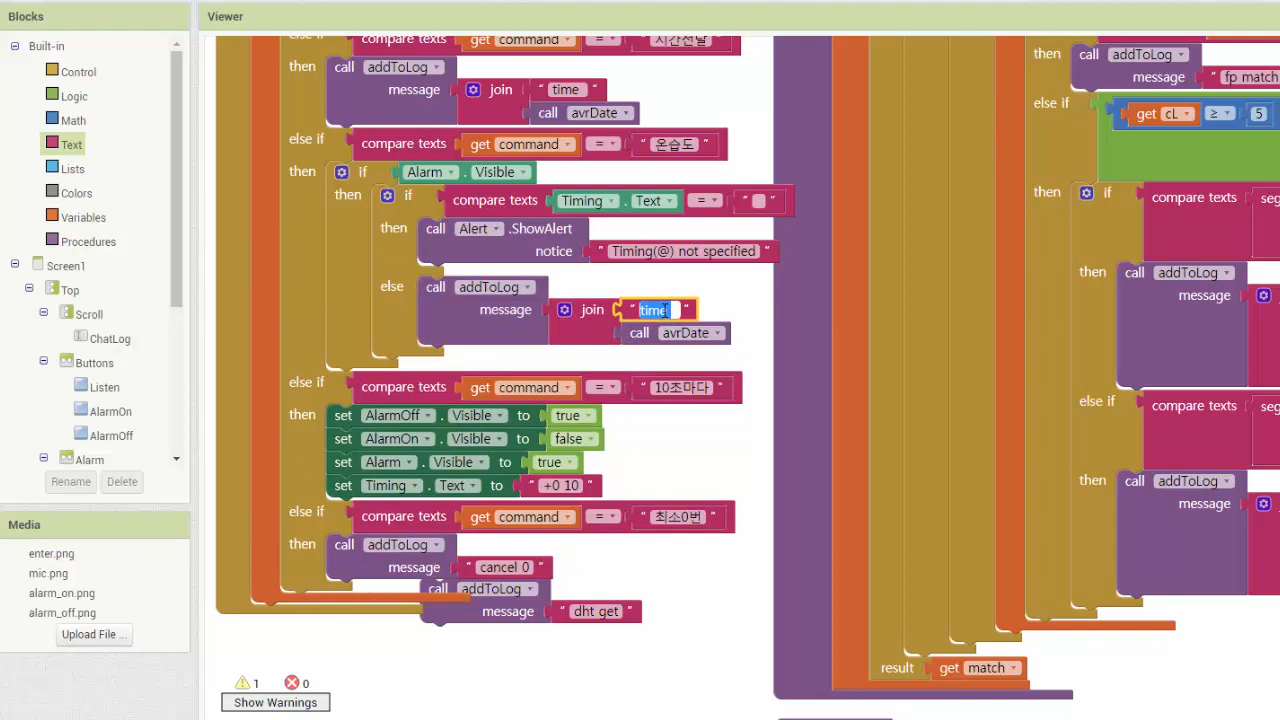 Blocks
Viewer
Built-in
Control
Logic
Math
Text
Lists
Colors
Variables
Procedures
Screen1
Top
Scroll
ChatLog
Buttons
Listen
AlarmOn
AlarmOff
Alarm
Rename Delete
Media
enter.png
mic.png
alarm_on.png
alarm_off.png
Upload File ...
else if compare texts get command = " 시간전달 "
then call addToLog
message join " time "
call avrDate
else if compare texts get command = " 온습도 "
then if Alarm . Visible
then if compare texts Timing . Text = " "
then call Alert .ShowAlert
notice " Timing(@) not specified "
else call addToLog
message join " time "
call avrDate
else if compare texts get command = " 10조마다 "
then set AlarmOff . Visible to true
set AlarmOn . Visible to false
set Alarm . Visible to true
set Timing . Text to " +0 10 "
else if compare texts get command = " 최소0번 "
then call addToLog
message " cancel 0 "
call addToLog
message " dht get "
1 0
Show Warnings
then call addToLog
message " fp match
else if get cL ≥ 5
then if compare texts seg
then call addToLog
message
else if compare texts seg
then call addToLog
message
result get match